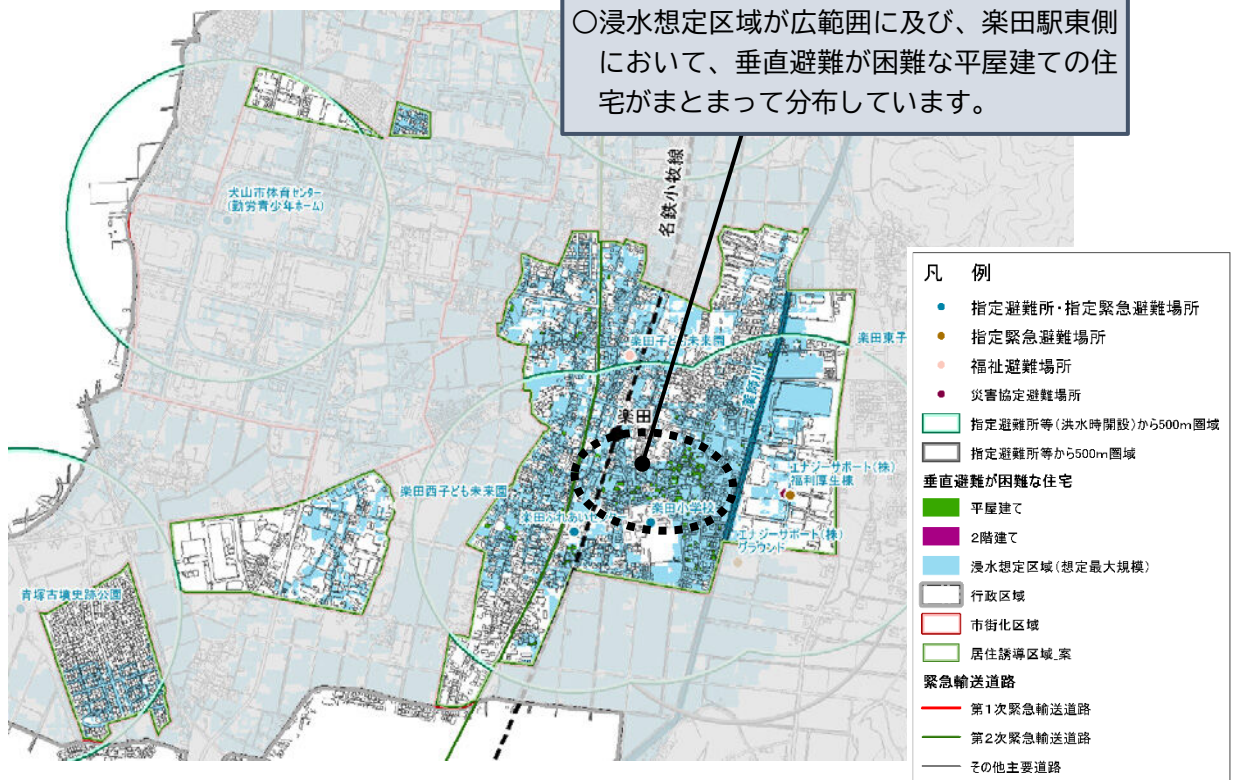 ○浸水想定区域が広範囲に及び、楽田駅東側
において、垂直避難が困難な平屋建ての住
宅がまとまって分布しています。
犬山市体育センター
(勤労青少年ホーム)
名鉄小牧線
楽田子ども未来園
楽田東子
楽田
エナジーサポート(株)
福利厚生棟
楽田西子ども未来園
楽田小学校
エナジーサポート(株)
グラウンド
青塚古墳史跡公園
凡 例
指定避難所・指定緊急避難場所
指定緊急避難場所
福祉避難場所
災害協定避難場所
指定避難所等(洪水時開設)から500m圏域
指定避難所等から500m圏域
垂直避難が困難な住宅
平屋建て
2階建て
浸水想定区域(想定最大規模)
行政区域
市街化区域
居住誘導区域_案
緊急輸送道路
第1次緊急輸送道路
第2次緊急輸送道路
その他主要道路